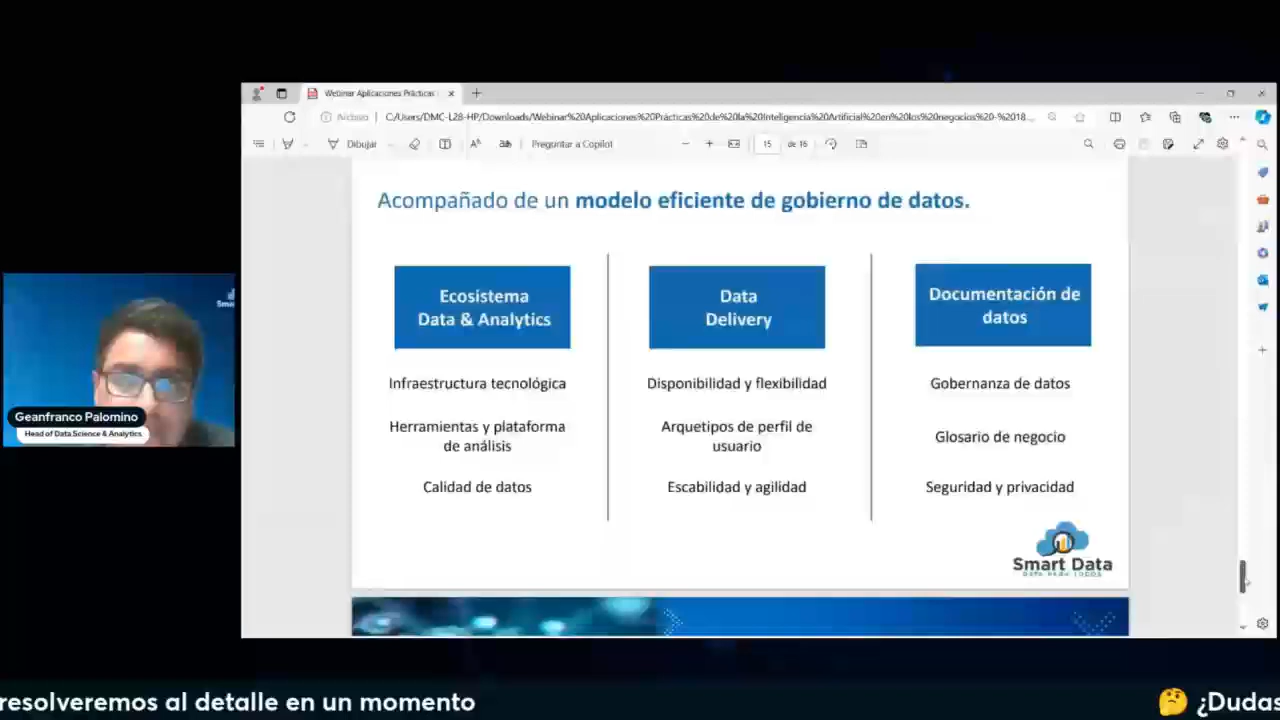 Webinar Aplicaciones Prácticas
Archivo
C:/Users/DMC-L28-HP/Downloads/Webinar%20Aplicaciones%20Prácticas%20de%20la%20Inteligencia%20Artificial%20en%20los%20negocios%20-%2018...
Dibujar
Preguntar a Copilot
15
de 16
Acompañado de un modelo eficiente de gobierno de datos.
Ecosistema
Data & Analytics
Infraestructura tecnológica
Herramientas y plataforma
de análisis
Calidad de datos
Data
Delivery
Disponibilidad y flexibilidad
Arquetipos de perfil de
usuario
Escabilidad y agilidad
Documentación de
datos
Gobernanza de datos
Glosario de negocio
Seguridad y privacidad
Smart Data
DATA PARA TODOS
Geanfranco Palomino
Head of Data Science & Analytics
resolveremos al detalle en un momento
¿Dudas